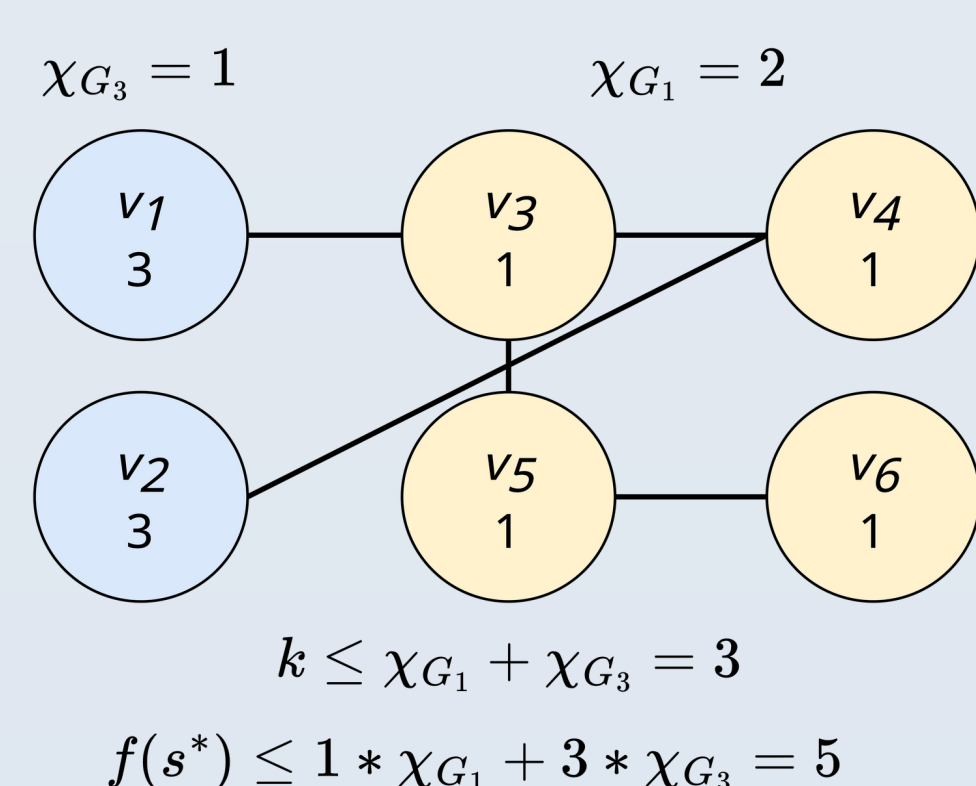 χ_{G_3} = 1
χ_{G_1} = 2
v1
3
v3
1
v4
1
v2
3
v5
1
v6
1
k ≤ χ_{G_1} + χ_{G_3} = 3
f(s*) ≤ 1 * χ_{G_1} + 3 * χ_{G_3} = 5